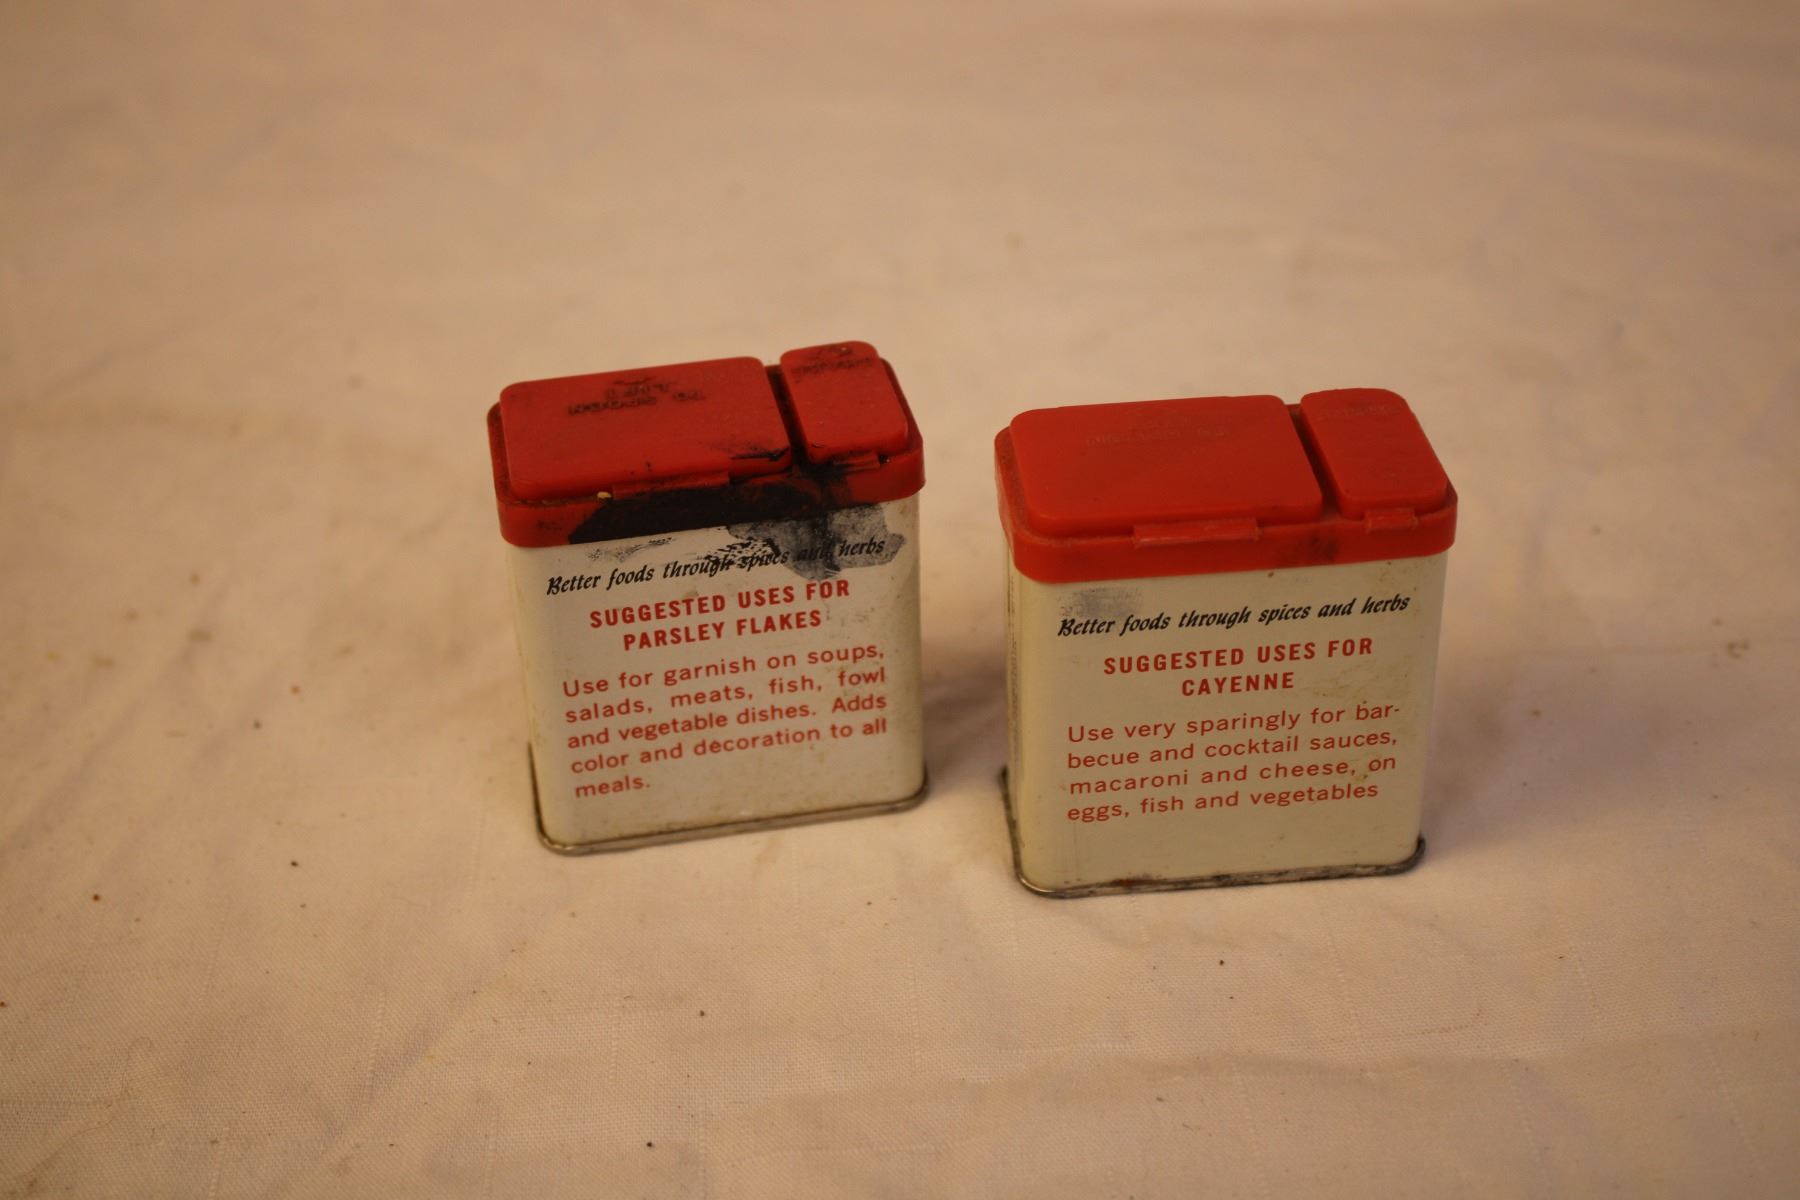 TO SPOON
LIFT
Better foods through spices and herbs
SUGGESTED USES FOR
PARSLEY FLAKES
Use for garnish on soups,
salads, meats, fish, fowl
and vegetable dishes. Adds
color and decoration to all
meals.
Better foods through spices and herbs
SUGGESTED USES FOR
CAYENNE
Use very sparingly for bar-
becue and cocktail sauces,
macaroni and cheese, on
eggs, fish and vegetables